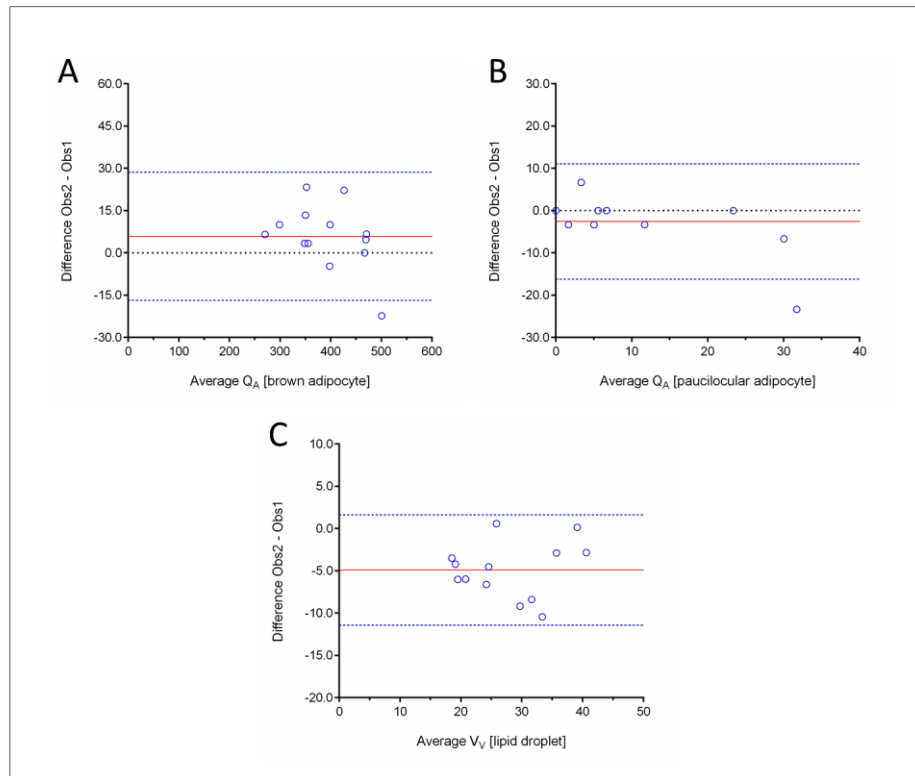 A
60.0
45.0
30.0
15.0
0.0
-15.0
-30.0
Difference Obs2 - Obs1
0 100 200 300 400 500 600
Average QA [brown adipocyte]
B
30.0
20.0
10.0
0.0
-10.0
-20.0
-30.0
Difference Obs2 - Obs1
0 10 20 30 40
Average QA [paucilocular adipocyte]
C
10.0
5.0
0.0
-5.0
-10.0
-15.0
-20.0
Difference Obs2 - Obs1
0 10 20 30 40 50
Average VV [lipid droplet]